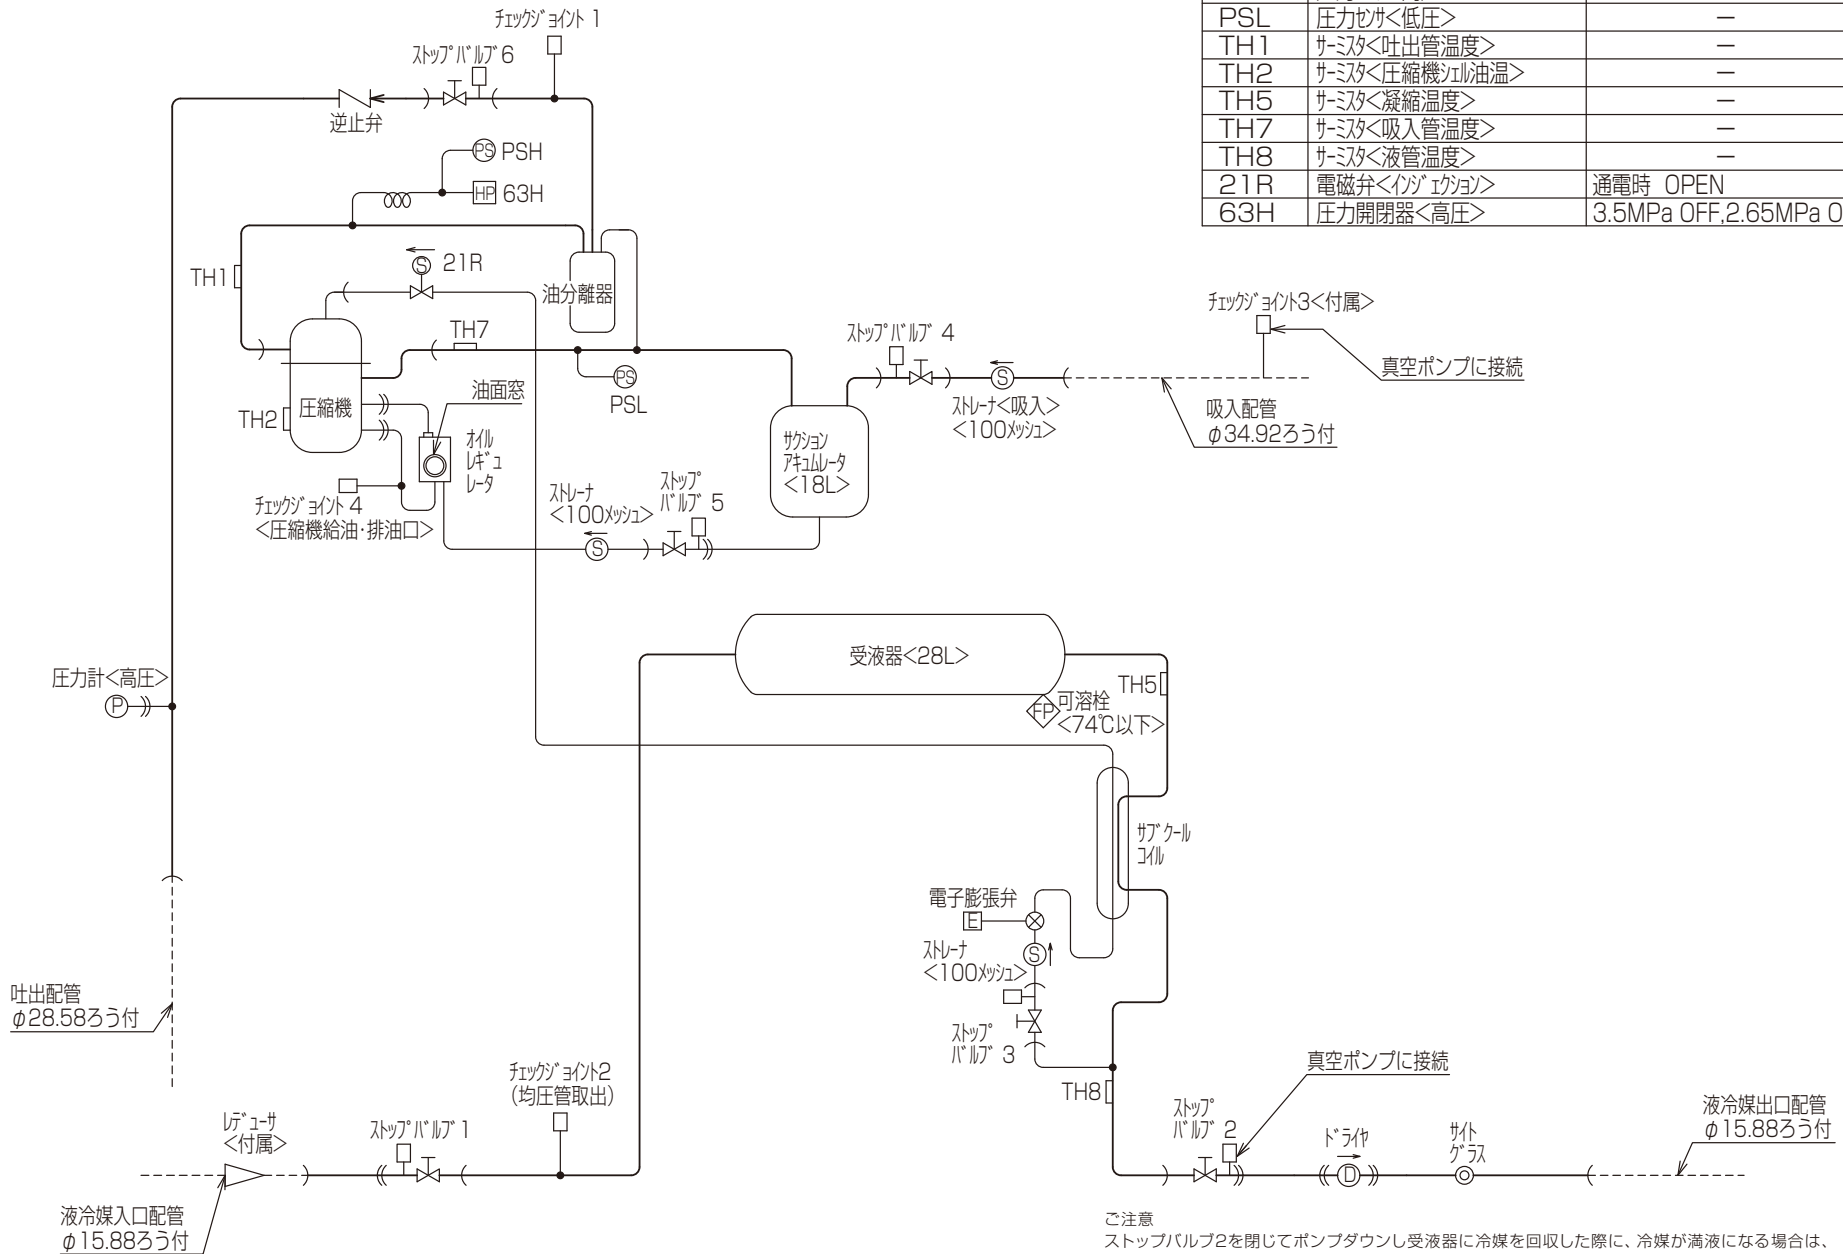 チェックジョイント 1
ストップバルブ 6
逆止弁
PS PSH
HP 63H
PSL 圧力センサ<低圧> －
TH1 サーミスタ<吐出管温度> －
TH2 サーミスタ<圧縮機シェル油温> －
TH5 サーミスタ<凝縮温度> －
TH7 サーミスタ<吸入管温度> －
TH8 サーミスタ<液管温度> －
21R 電磁弁<インジェクション> 通電時 OPEN
63H 圧力開閉器<高圧> 3.5MPa OFF,2.65MPa O
TH1
S 21R
油分離器
TH7
PS
PSL
圧縮機
TH2
油面窓
オイル
レギュ
レータ
チェックジョイント 4
<圧縮機給油・排油口>
ストレーナ
<100メッシュ>
S
ストップ
バルブ 5
サクション
アキュムレータ
<18L>
ストップバルブ 4
S
ストレーナ<吸入>
<100メッシュ>
チェックジョイント3<付属>
真空ポンプに接続
吸入配管
φ34.92ろう付
圧力計<高圧>
P
受液器<28L>
FP
可溶栓
<74℃以下>
TH5
サブクール
コイル
電子膨張弁
E
ストレーナ
<100メッシュ>
S
ストップ
バルブ 3
TH8
吐出配管
φ28.58ろう付
レデューサ
<付属>
液冷媒入口配管
φ15.88ろう付
ストップバルブ 1
チェックジョイント2
(均圧管取出)
ストップ
バルブ 2
真空ポンプに接続
ドライヤ
D
サイト
グラス
液冷媒出口配管
φ15.88ろう付
ご注意
ストップバルブ2を閉じてポンプダウンし受液器に冷媒を回収した際に、冷媒が満液になる場合は、